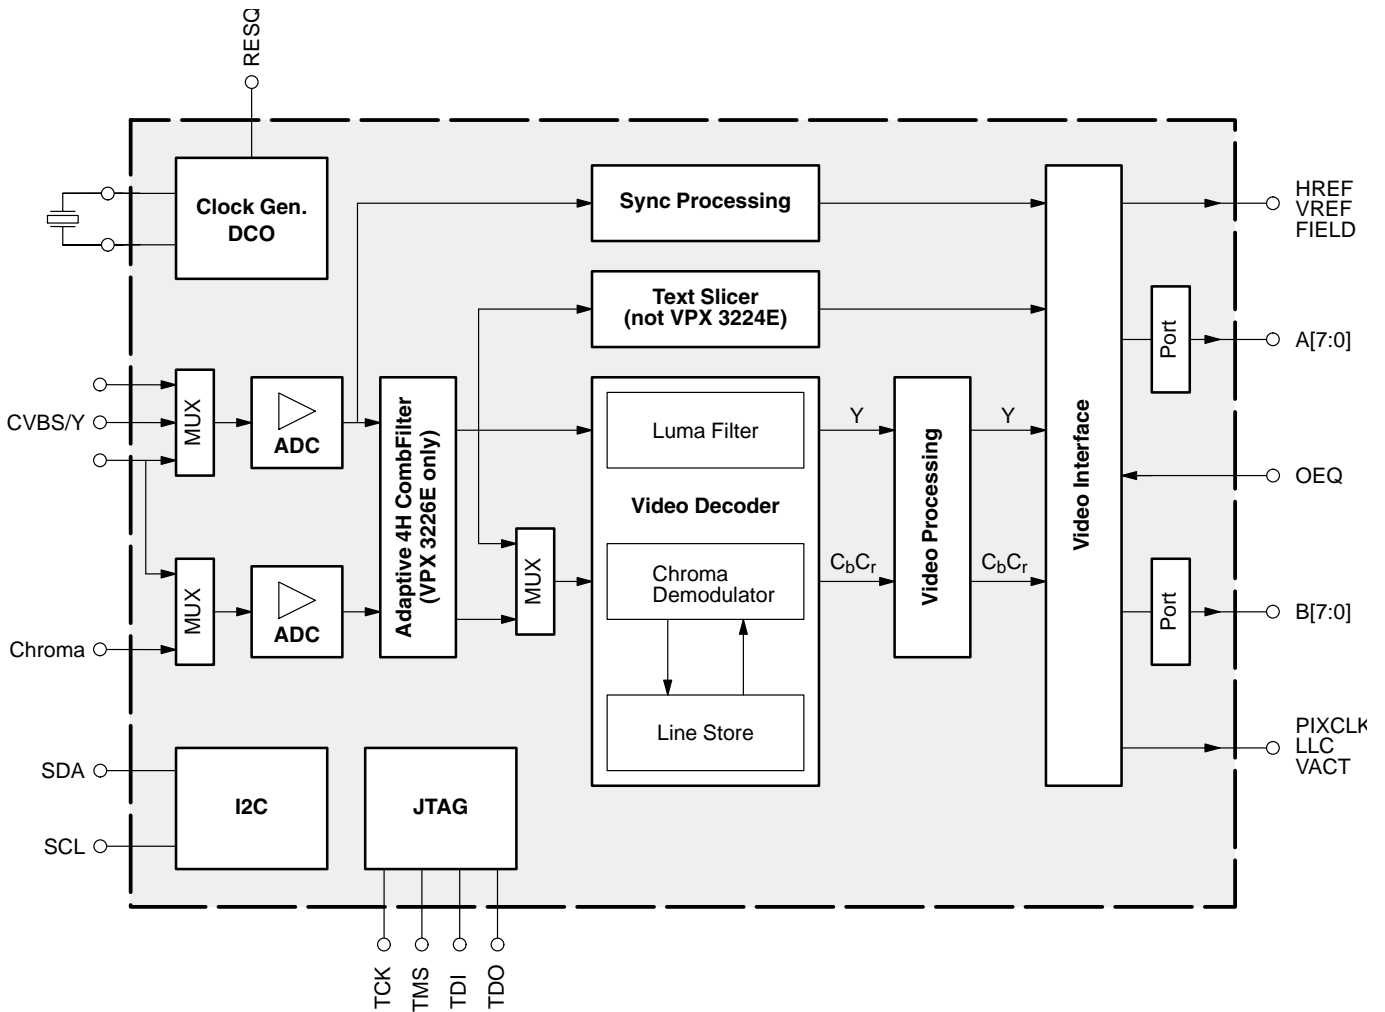 RESQ
Clock Gen.
DCO
Sync Processing
HREF
VREF
FIELD
Text Slicer
(not VPX 3224E)
Port
A[7:0]
CVBS/Y
MUX
ADC
Adaptive 4H CombFilter
(VPX 3226E only)
Luma Filter
Y
Y
Video Decoder
Video Processing
Video Interface
OEQ
MUX
Chroma
Demodulator
CbCr
CbCr
Port
B[7:0]
Chroma
MUX
ADC
Line Store
PIXCLK
LLC
VACT
SDA
SCL
I2C
JTAG
TCK
TMS
TDI
TDO